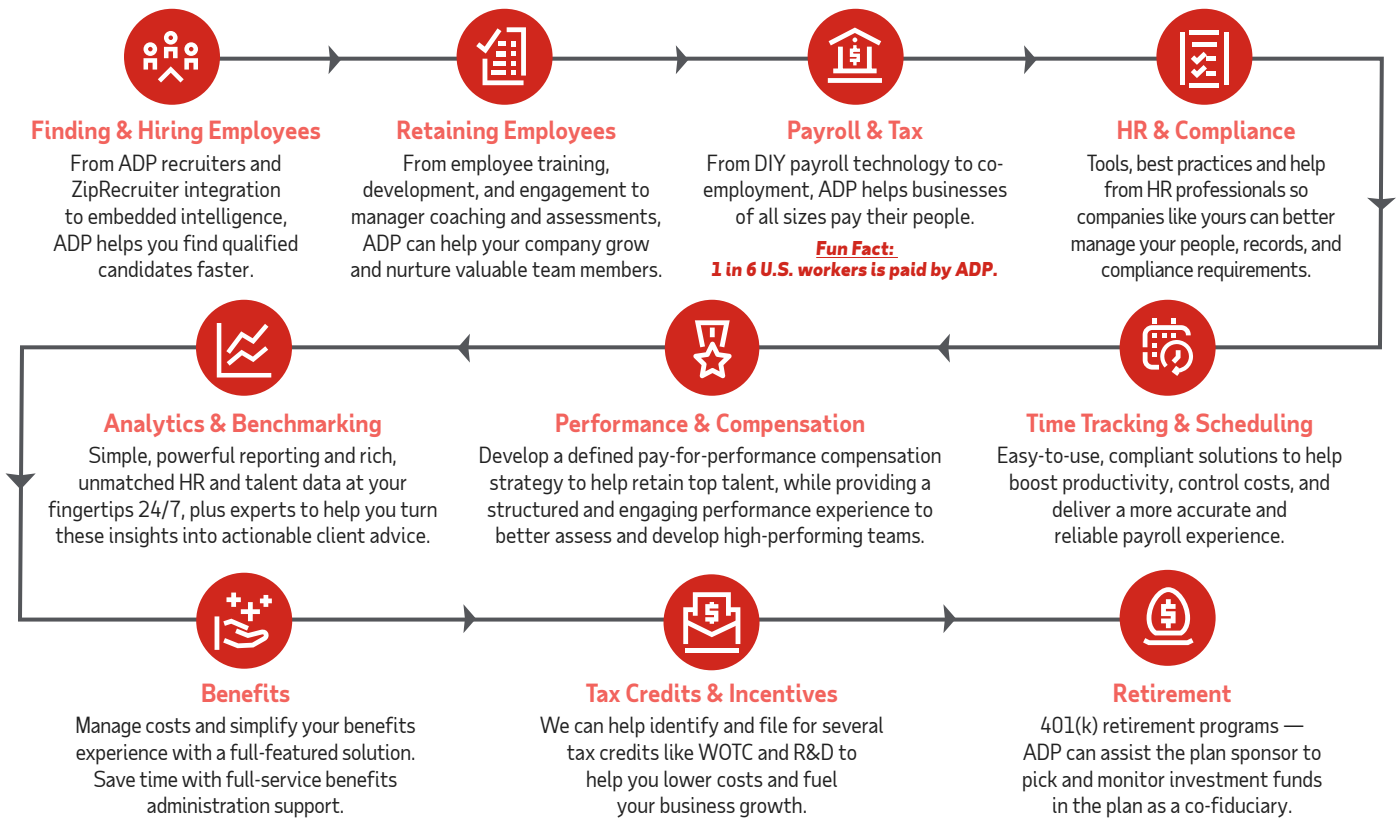 Finding & Hiring Employees
From ADP recruiters and
ZipRecruiter integration
to embedded intelligence,
ADP helps you find qualified
candidates faster.
Retaining Employees
From employee training,
development, and engagement to
manager coaching and assessments,
ADP can help your company grow
and nurture valuable team members.
Payroll & Tax
From DIY payroll technology to co-
employment, ADP helps businesses
of all sizes pay their people.
Fun Fact:
1 in 6 U.S. workers is paid by ADP.
HR & Compliance
Tools, best practices and help
from HR professionals so
companies like yours can better
manage your people, records, and
compliance requirements.
Time Tracking & Scheduling
Easy-to-use, compliant solutions to help
boost productivity, control costs, and
deliver a more accurate and
reliable payroll experience.
Performance & Compensation
Develop a defined pay-for-performance compensation
strategy to help retain top talent, while providing a
structured and engaging performance experience to
better assess and develop high-performing teams.
Analytics & Benchmarking
Simple, powerful reporting and rich,
unmatched HR and talent data at your
fingertips 24/7, plus experts to help you turn
these insights into actionable client advice.
Benefits
Manage costs and simplify your benefits
experience with a full-featured solution.
Save time with full-service benefits
administration support.
Tax Credits & Incentives
We can help identify and file for several
tax credits like WOTC and R&D to
help you lower costs and fuel
your business growth.
Retirement
401(k) retirement programs —
ADP can assist the plan sponsor to
pick and monitor investment funds
in the plan as a co-fiduciary.